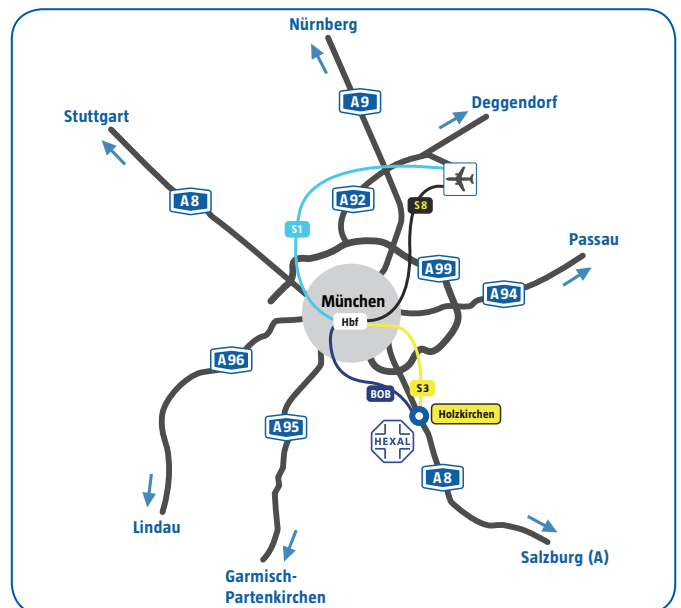 Nürnberg
A9
Deggendorf
Stuttgart
A8
A92
S8
S1
Passau
A99
A94
München
Hbf
A96
BOB
S3
Holzkirchen
A95
HEXAL
A8
Lindau
Salzburg (A)
Garmisch-
Partenkirchen